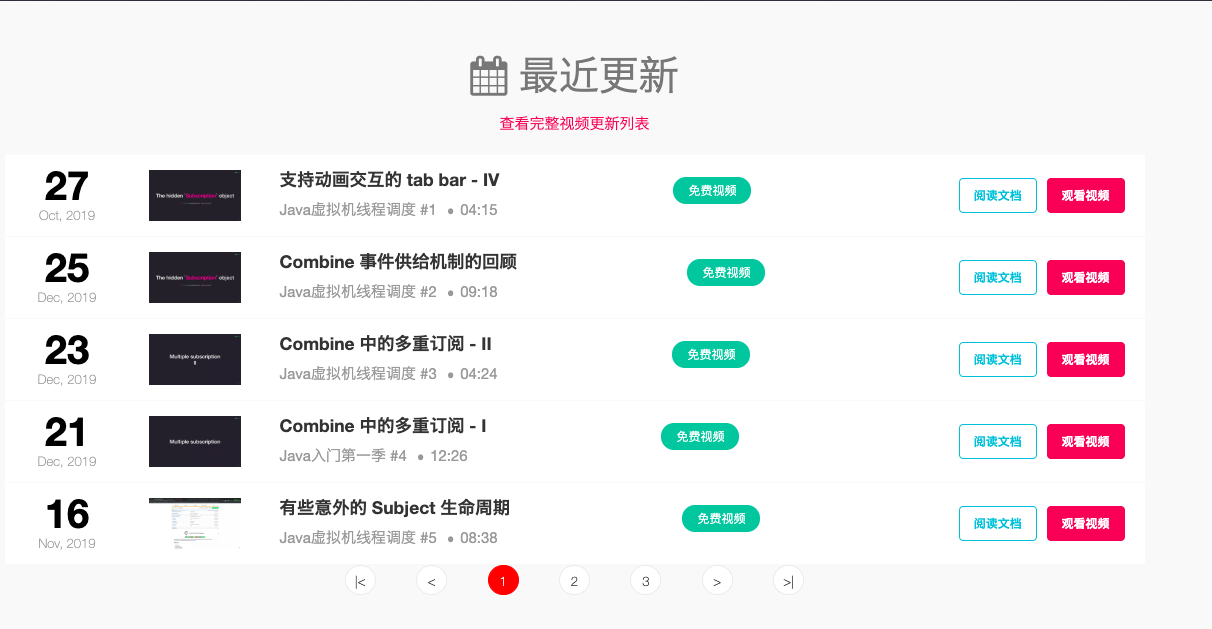 最近更新
查看完整视频更新列表
27
Oct, 2019
The hidden "Subscription" object
支持动画交互的 tab bar - IV
Java虚拟机线程调度 #1 ● 04:15
免费视频
阅读文档
观看视频
25
Dec, 2019
The hidden "Subscription" object
Combine 事件供给机制的回顾
Java虚拟机线程调度 #2 ● 09:18
免费视频
阅读文档
观看视频
23
Dec, 2019
Multiple subscription
II
Combine 中的多重订阅 - II
Java虚拟机线程调度 #3 ● 04:24
免费视频
阅读文档
观看视频
21
Dec, 2019
Multiple subscription
Combine 中的多重订阅 - I
Java入门第一季 #4 ● 12:26
免费视频
阅读文档
观看视频
16
Nov, 2019
有些意外的 Subject 生命周期
Java虚拟机线程调度 #5 ● 08:38
免费视频
阅读文档
观看视频
|< < 1 2 3 > >|